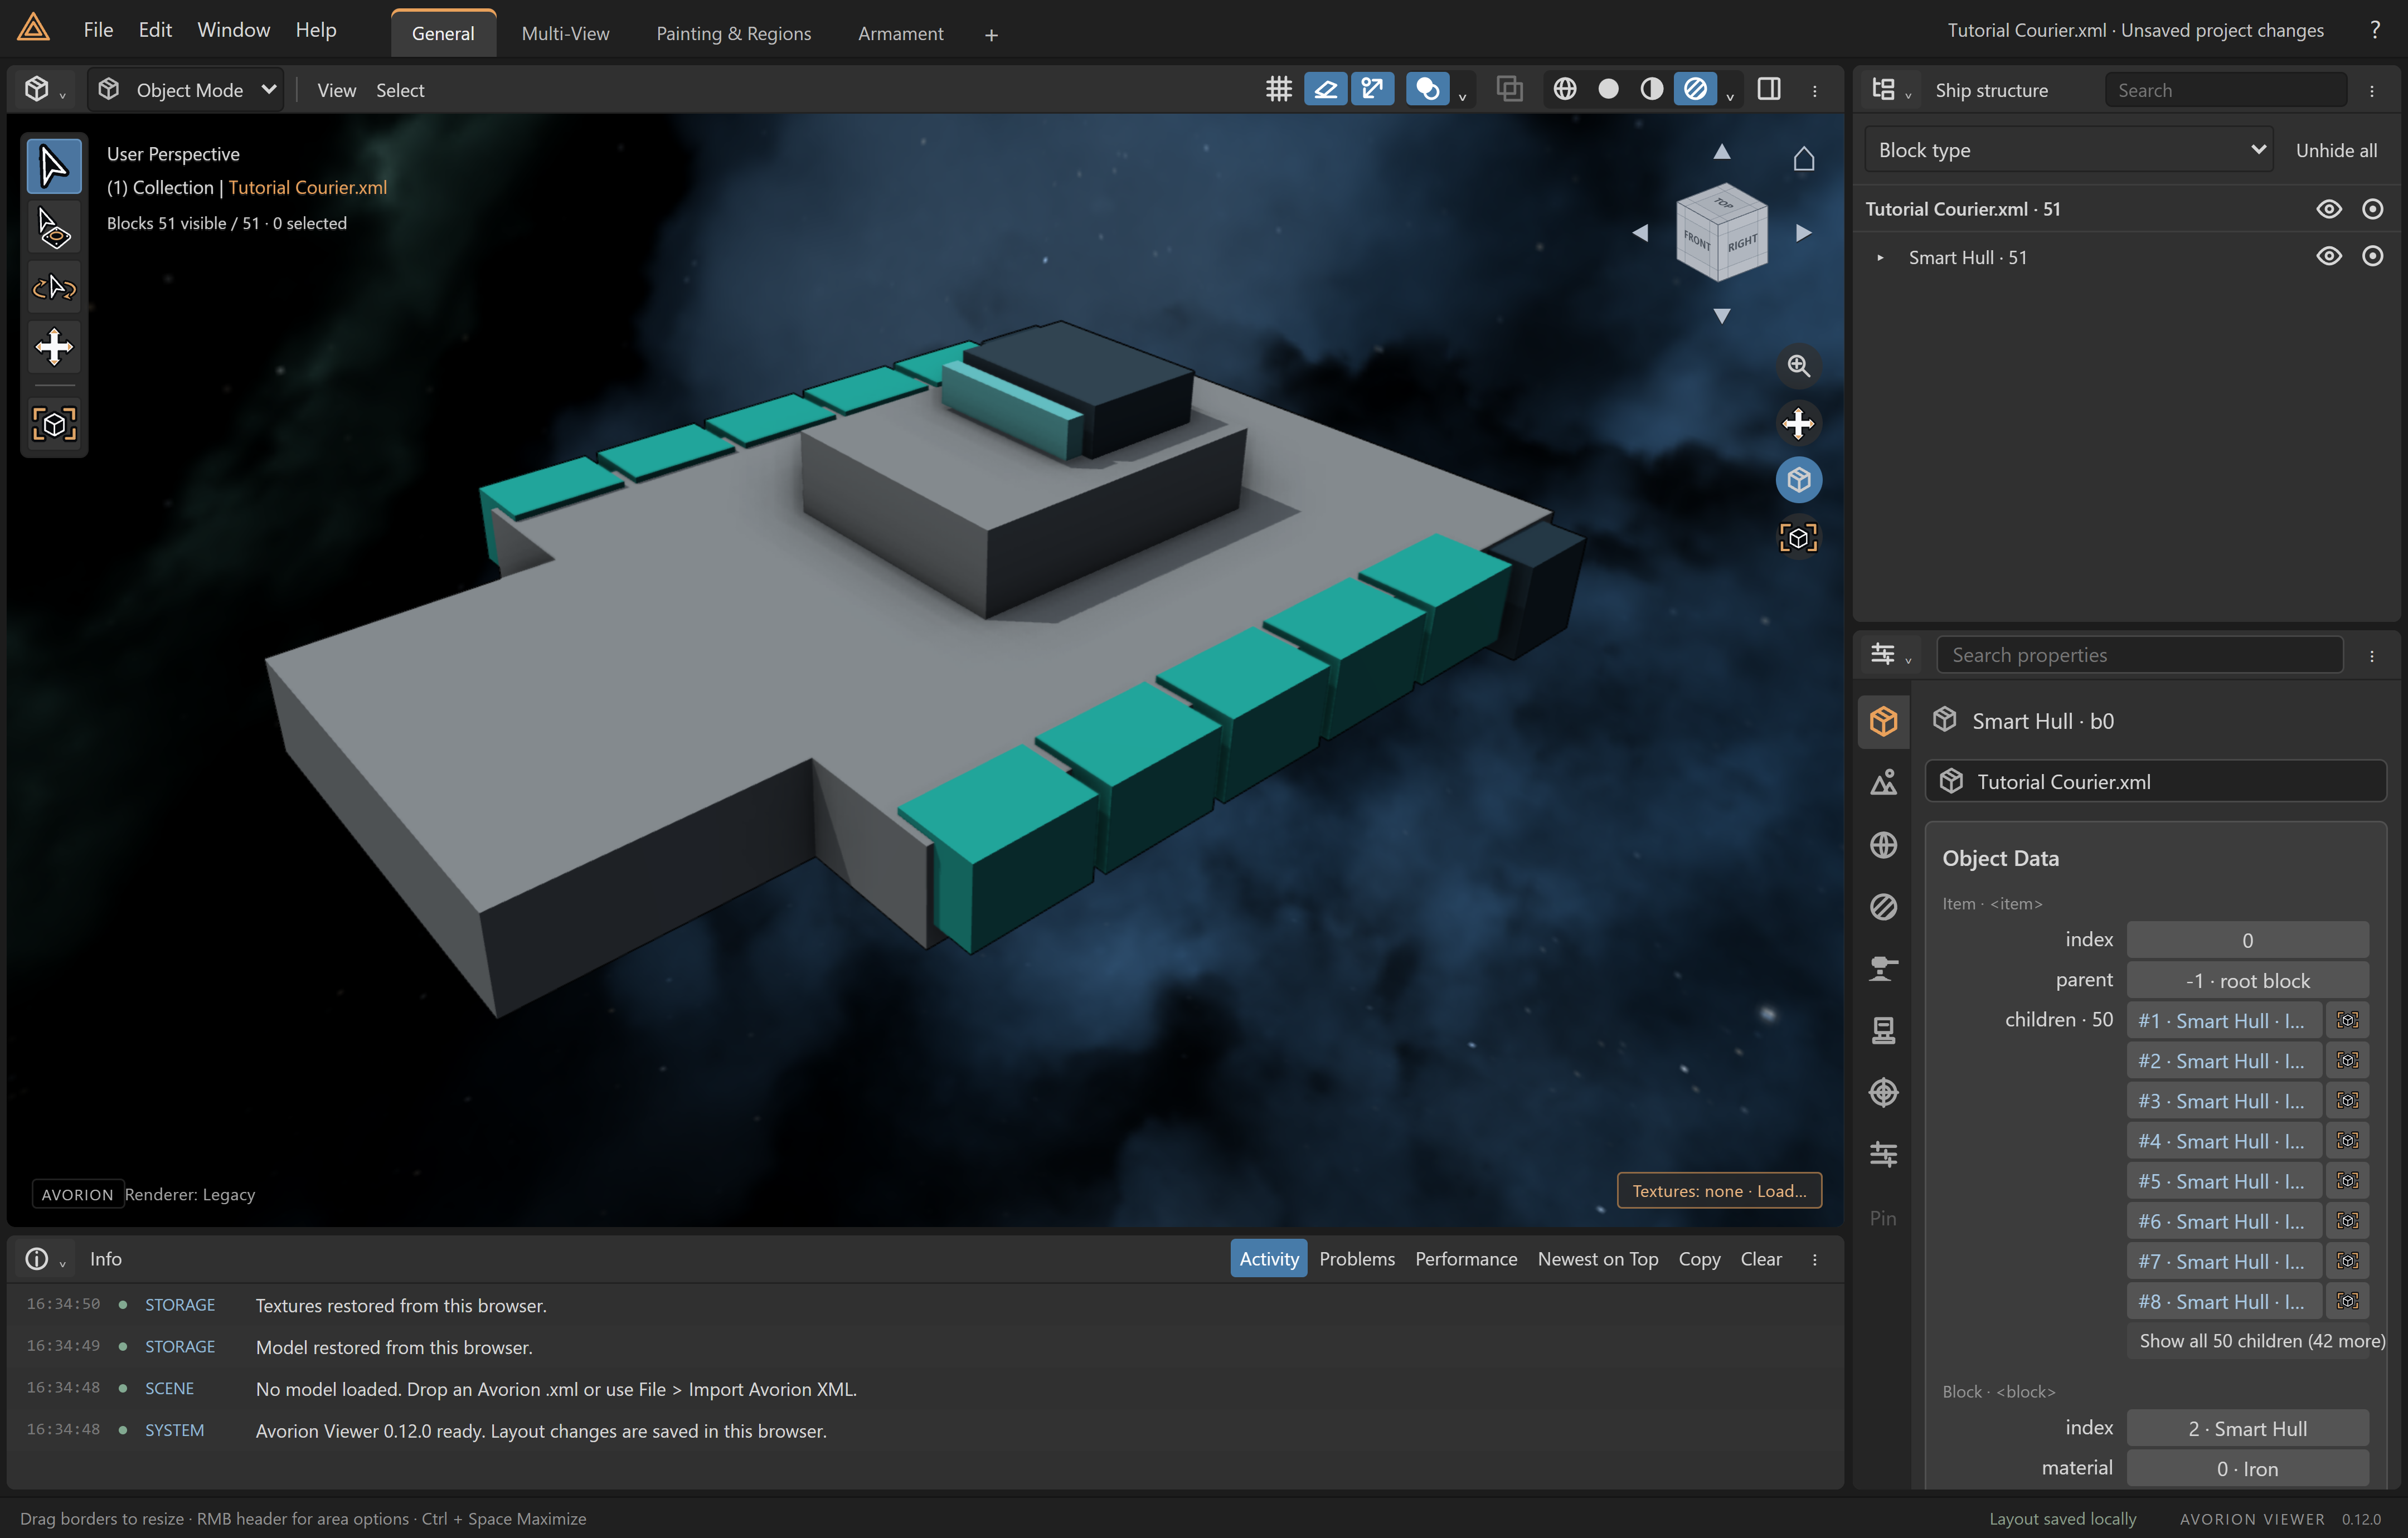 File Edit Window Help General Multi-View Painting & Regions Armament + Tutorial Courier.xml · Unsaved project changes ?
Object Mode View Select
User Perspective
(1) Collection | Tutorial Courier.xml
Blocks 51 visible / 51 · 0 selected
TOP
FRONT RIGHT
AVORION Renderer: Legacy
Textures: none · Load...
Info Activity Problems Performance Newest on Top Copy Clear
16:34:50 STORAGE Textures restored from this browser.
16:34:49 STORAGE Model restored from this browser.
16:34:48 SCENE No model loaded. Drop an Avorion .xml or use File > Import Avorion XML.
16:34:48 SYSTEM Avorion Viewer 0.12.0 ready. Layout changes are saved in this browser.
Ship structure Search
Block type Unhide all
Tutorial Courier.xml · 51
Smart Hull · 51
Search properties
Smart Hull · b0
Tutorial Courier.xml
Object Data
Item · <item>
index 0
parent -1 · root block
children · 50 #1 · Smart Hull · I...
#2 · Smart Hull · I...
#3 · Smart Hull · I...
#4 · Smart Hull · I...
#5 · Smart Hull · I...
#6 · Smart Hull · I...
#7 · Smart Hull · I...
#8 · Smart Hull · I...
Show all 50 children (42 more)
Block · <block>
index 2 · Smart Hull
material 0 · Iron
Pin
Drag borders to resize · RMB header for area options · Ctrl + Space Maximize
Layout saved locally AVORION VIEWER 0.12.0